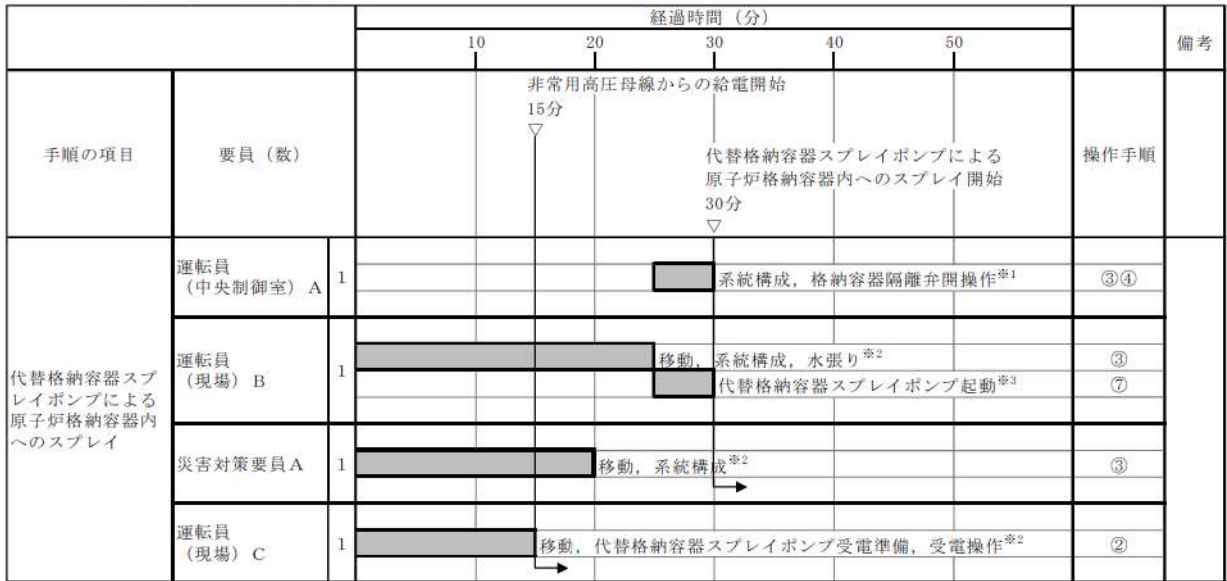 経過時間（分）
10 20 30 40 50
備考
手順の項目
要員（数）
非常用高圧母線からの給電開始
15分
▽
代替格納容器スプレイポンプによる
原子炉格納容器内へのスプレイ開始
30分
▽
操作手順
代替格納容器スプ
レイポンプによる
原子炉格納容器内
へのスプレイ
運転員
（中央制御室）A
1
系統構成，格納容器隔離弁開操作※1
③④
運転員
（現場）B
1
移動，系統構成，水張り※2
③
代替格納容器スプレイポンプ起動※3
⑦
災害対策要員A
1
移動，系統構成※2
③
運転員
（現場）C
1
移動，代替格納容器スプレイポンプ受電準備，受電操作※2
②